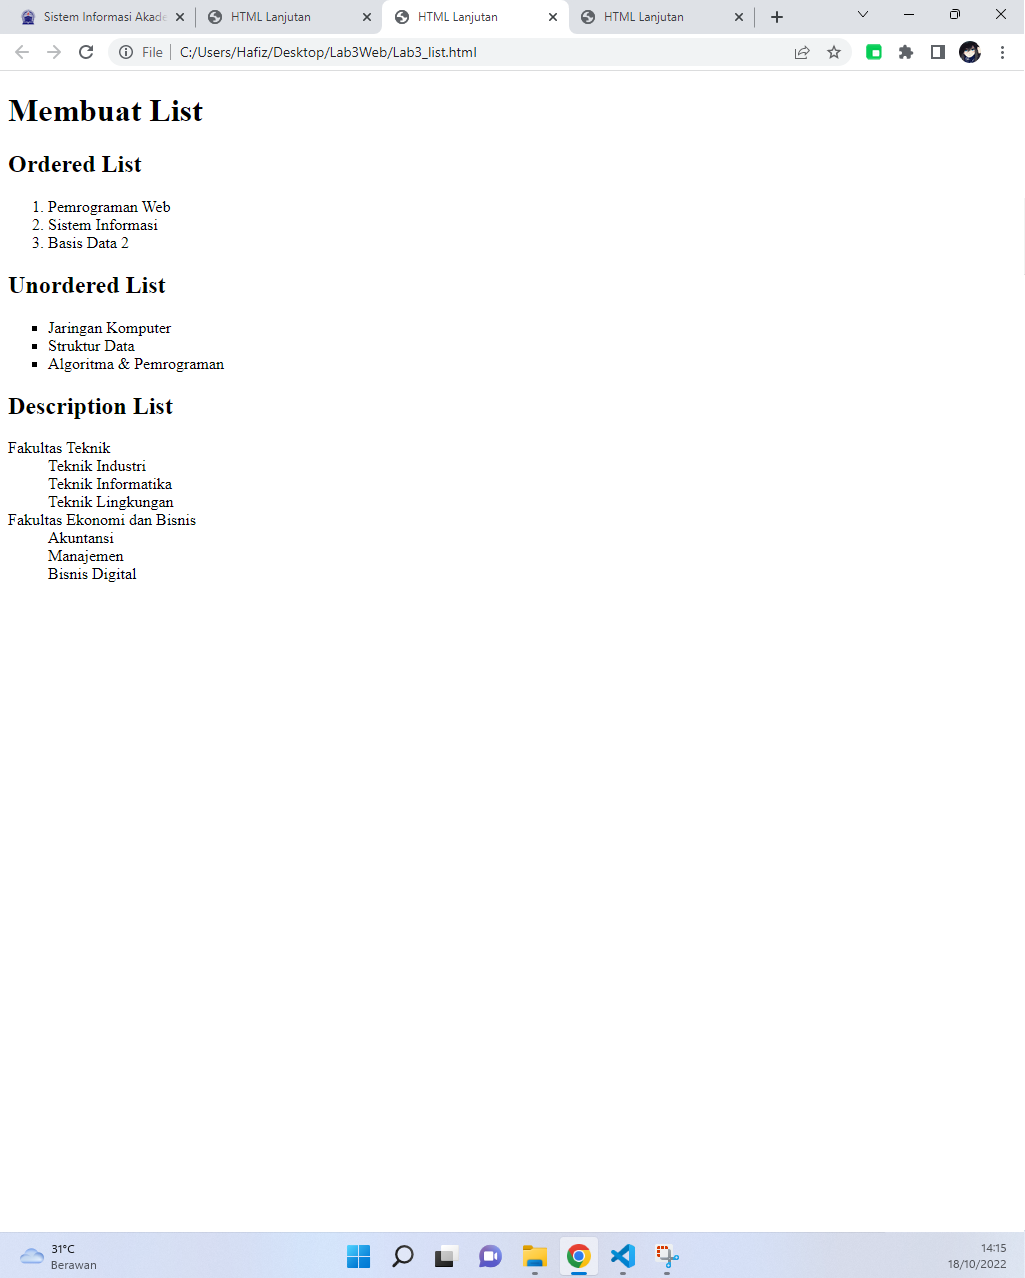 Sistem Informasi Akade
HTML Lanjutan
HTML Lanjutan
HTML Lanjutan
File
C:/Users/Hafiz/Desktop/Lab3Web/Lab3_list.html
Membuat List
Ordered List
1. Pemrograman Web
2. Sistem Informasi
3. Basis Data 2
Unordered List
Jaringan Komputer
Struktur Data
Algoritma & Pemrograman
Description List
Fakultas Teknik
Teknik Industri
Teknik Informatika
Teknik Lingkungan
Fakultas Ekonomi dan Bisnis
Akuntansi
Manajemen
Bisnis Digital
31°C
Berawan
14:15
18/10/2022